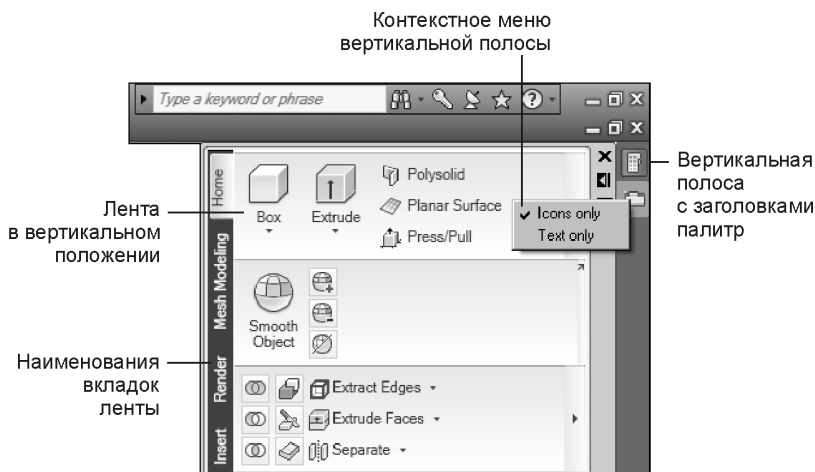 Контекстное меню
вертикальной полосы
Type a keyword or phrase
Вертикальная
полоса
с заголовками
палитр
Лента
в вертикальном
положении
Наименования
вкладок
ленты
Home
Mesh Modeling
Render
Insert
Box
Extrude
Polysolid
Planar Surface
Press/Pull
Icons only
Text only
Smooth
Object
Extract Edges
Extrude Faces
Separate